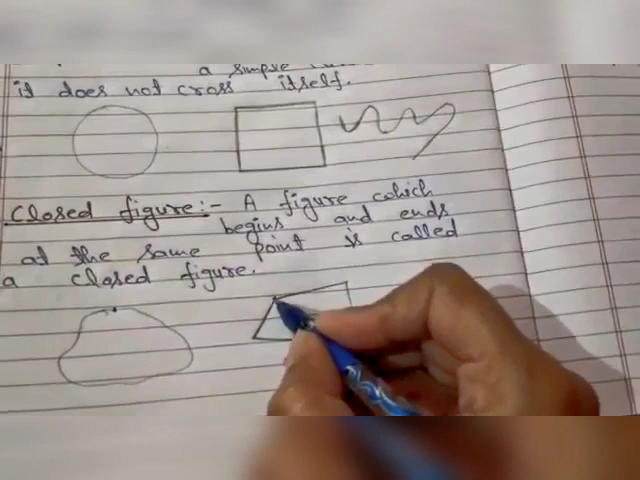 a simple
it does not cross itself.
closed figure:- A figure which
begins and ends
at the same point is called
a closed figure.